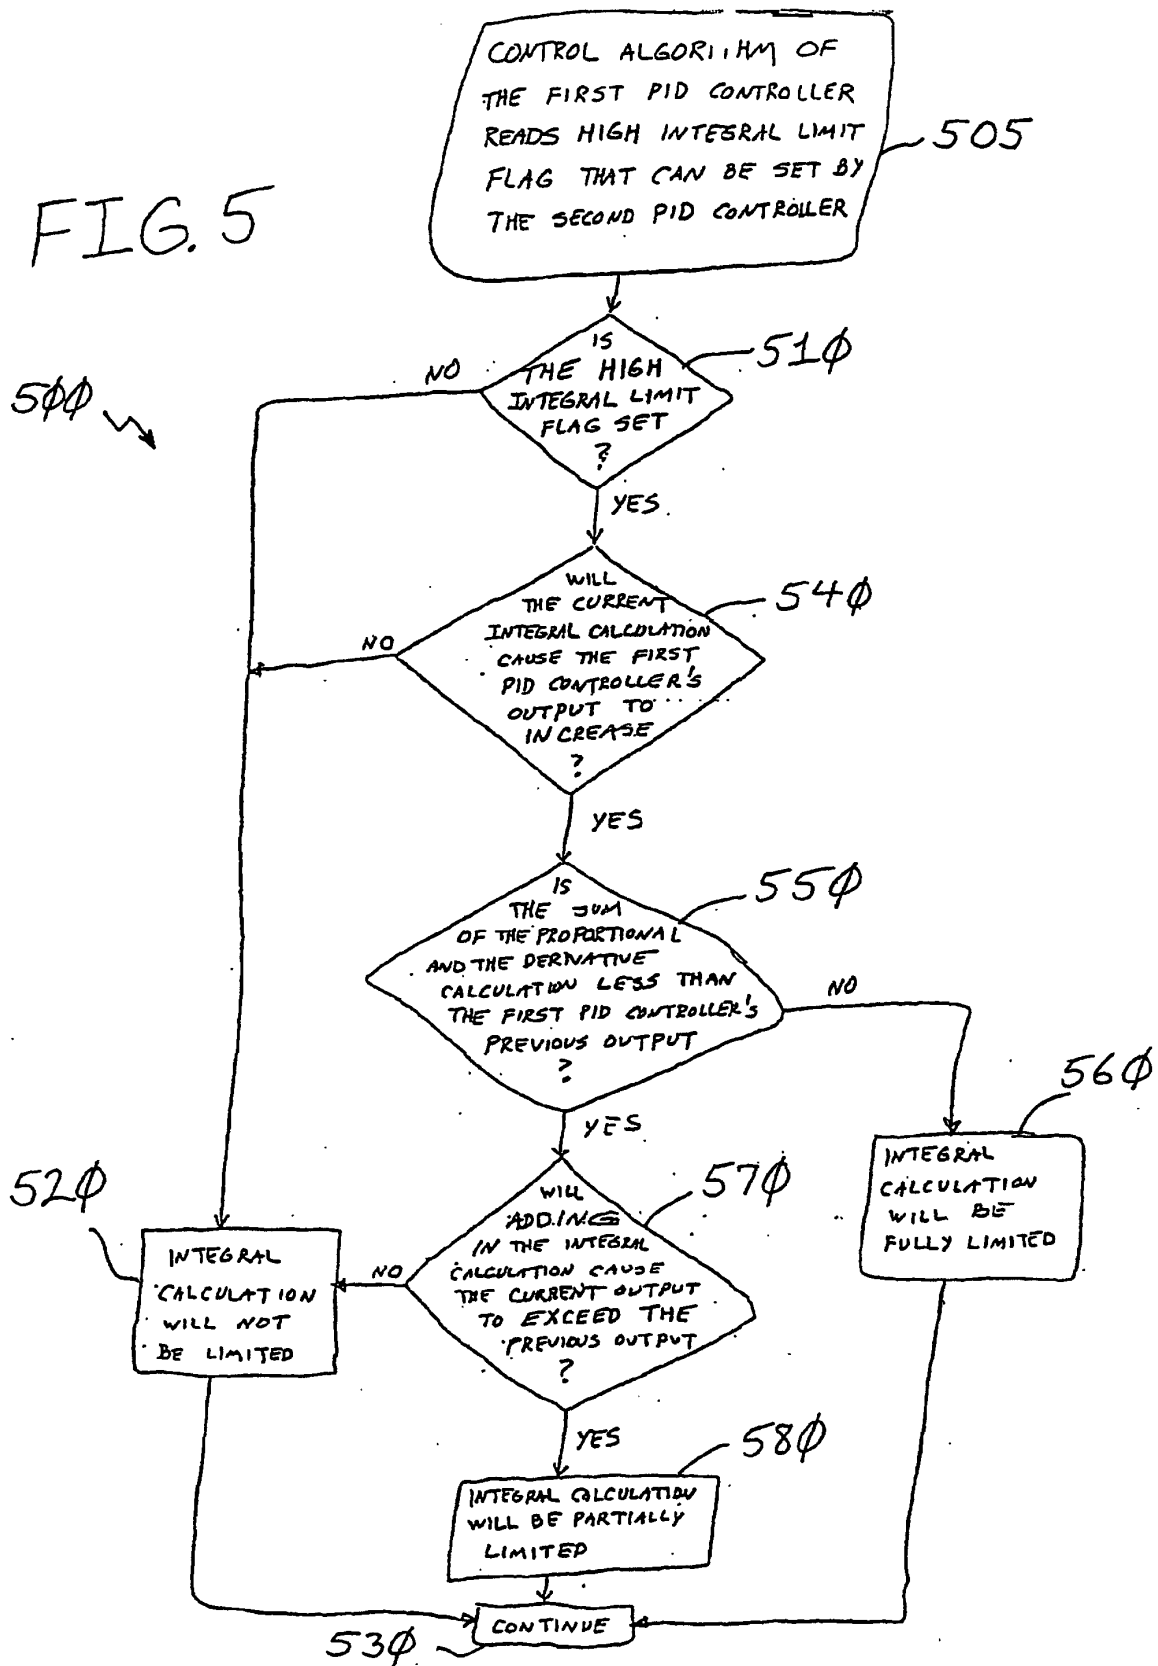 CONTROL ALGORITHM OF
THE FIRST PID CONTROLLER
READS HIGH INTEGRAL LIMIT
FLAG THAT CAN BE SET BY
THE SECOND PID CONTROLLER
505
FIG. 5
500
IS
THE HIGH
INTEGRAL LIMIT
FLAG SET
?
510
NO
YES
WILL
THE CURRENT
INTEGRAL CALCULATION
CAUSE THE FIRST
PID CONTROLLER'S
OUTPUT TO
INCREASE
?
540
NO
YES
IS
THE SUM
OF THE PROPORTIONAL
AND THE DERIVATIVE
CALCULATION LESS THAN
THE FIRST PID CONTROLLER'S
PREVIOUS OUTPUT
?
550
NO
YES
560
INTEGRAL
CALCULATION
WILL BE
FULLY LIMITED
WILL
ADDING
IN THE INTEGRAL
CALCULATION CAUSE
THE CURRENT OUTPUT
TO EXCEED THE
PREVIOUS OUTPUT
?
570
NO
YES
520
INTEGRAL
CALCULATION
WILL NOT
BE LIMITED
580
INTEGRAL CALCULATION
WILL BE PARTIALLY
LIMITED
CONTINUE
530